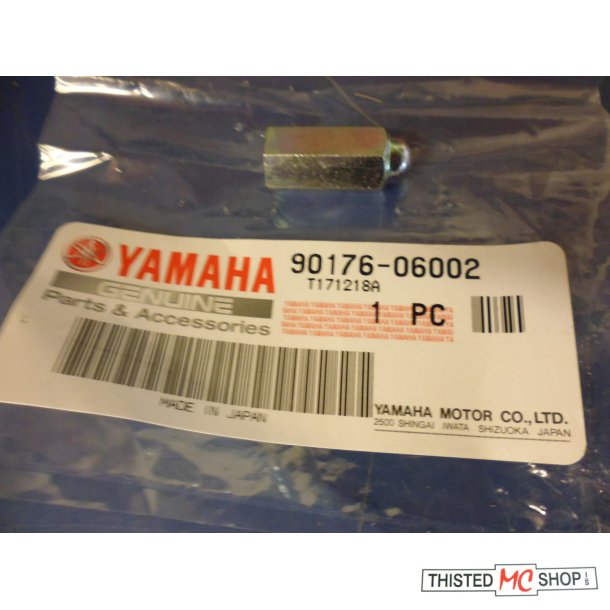 YAMAHA
GENUINE
Parts & Accessories
90176-06002
T171218A
1 PC
MADE IN JAPAN
YAMAHA MOTOR CO., LTD.
2500 SHINGAI IWATA SHIZUOKA JAPAN
THISTED MC SHOP I/S